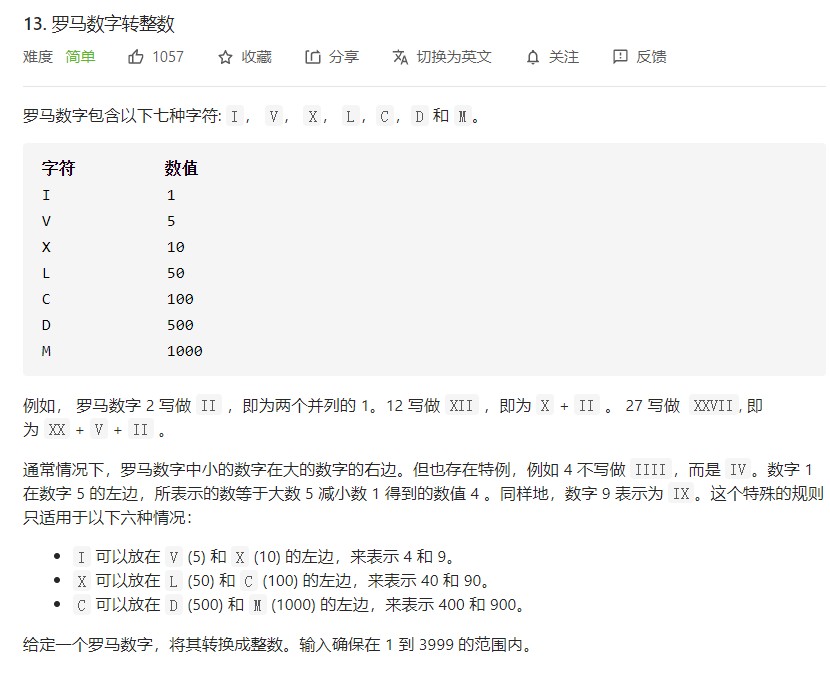 13. 罗马数字转整数
难度 简单 1057 收藏 分享 切换为英文 关注 反馈
罗马数字包含以下七种字符: I， V， X， L，C，D 和 M。
字符 数值
I 1
V 5
X 10
L 50
C 100
D 500
M 1000
例如， 罗马数字 2 写做 II ，即为两个并列的 1。12 写做 XII ，即为 X + II 。 27 写做 XXVII, 即
为 XX + V + II 。
通常情况下，罗马数字中小的数字在大的数字的右边。但也存在特例，例如 4 不写做 IIII，而是 IV。数字 1
在数字 5 的左边，所表示的数等于大数 5 减小数 1 得到的数值 4 。同样地，数字 9 表示为 IX。这个特殊的规则
只适用于以下六种情况：
• I 可以放在 V (5) 和 X (10) 的左边，来表示 4 和 9。
• X 可以放在 L (50) 和 C (100) 的左边，来表示 40 和 90。
• C 可以放在 D (500) 和 M (1000) 的左边，来表示 400 和 900。
给定一个罗马数字，将其转换成整数。输入确保在 1 到 3999 的范围内。